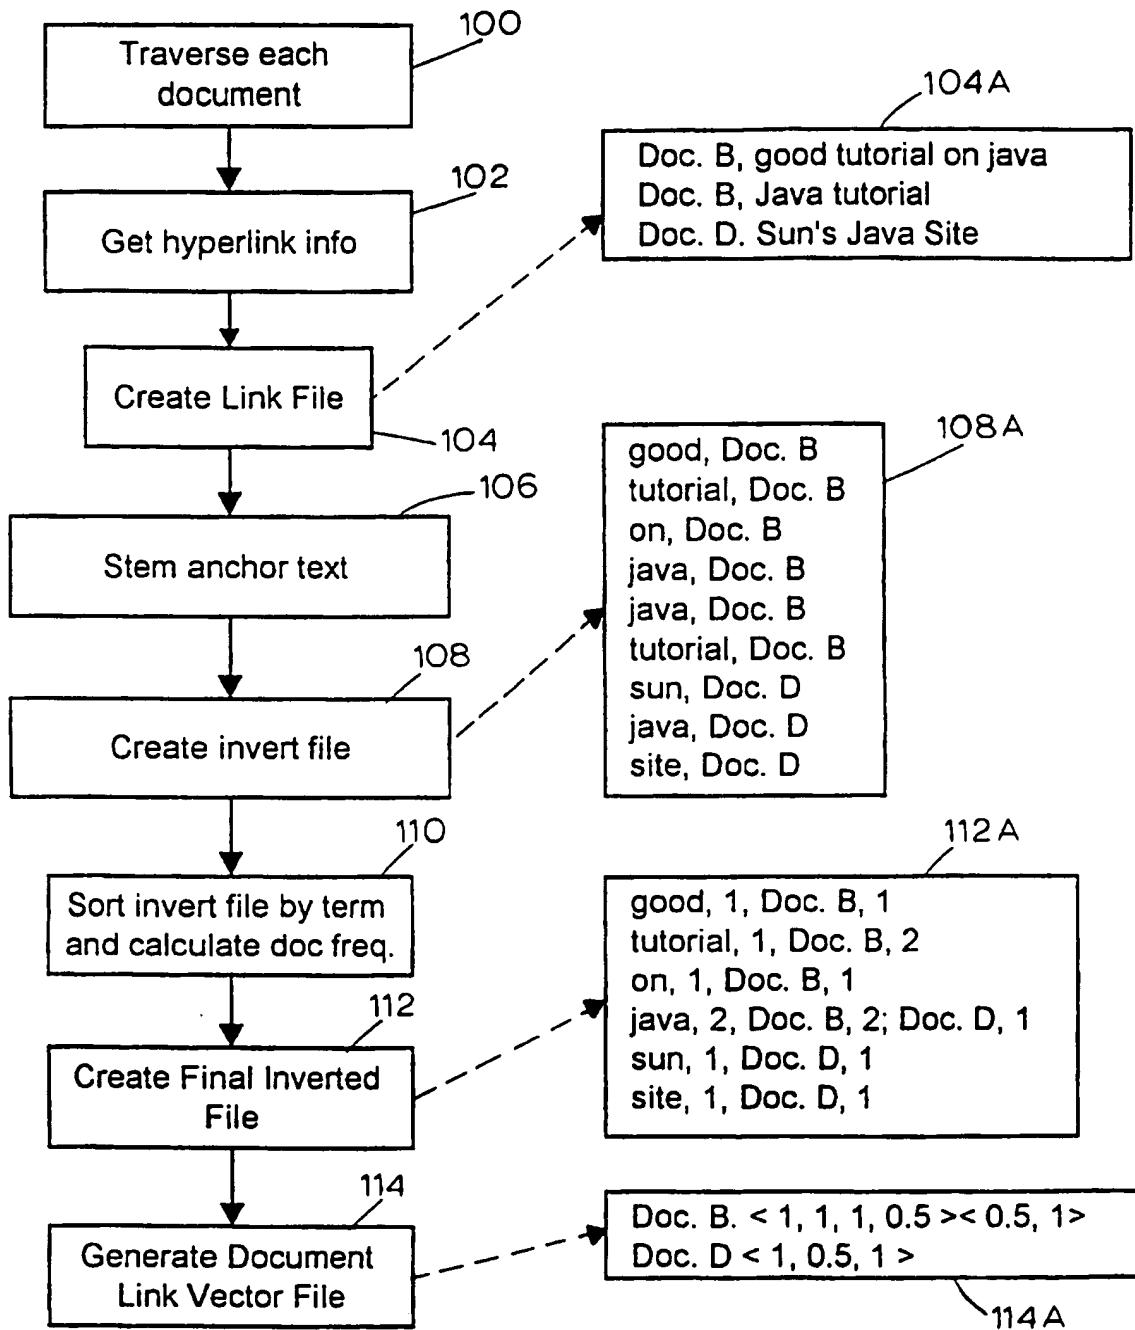 100
Traverse each
document
102
Get hyperlink info
104A
Doc. B, good tutorial on java
Doc. B, Java tutorial
Doc. D. Sun's Java Site
Create Link File
104
106
Stem anchor text
108A
good, Doc. B
tutorial, Doc. B
on, Doc. B
java, Doc. B
java, Doc. B
tutorial, Doc. B
sun, Doc. D
java, Doc. D
site, Doc. D
108
Create invert file
110
Sort invert file by term
and calculate doc freq.
112A
good, 1, Doc. B, 1
tutorial, 1, Doc. B, 2
on, 1, Doc. B, 1
java, 2, Doc. B, 2; Doc. D, 1
sun, 1, Doc. D, 1
site, 1, Doc. D, 1
112
Create Final Inverted
File
114
Generate Document
Link Vector File
Doc. B. < 1, 1, 1, 0.5 >< 0.5, 1>
Doc. D < 1, 0.5, 1 >
114A